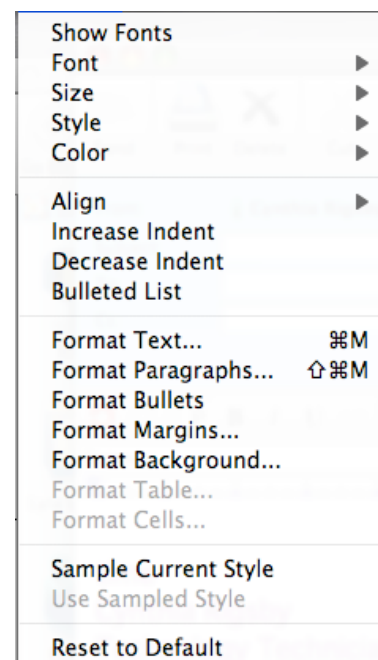 Show Fonts
Font
Size
Style
Color
Align
Increase Indent
Decrease Indent
Bulleted List
Format Text... ⌘M
Format Paragraphs... ⇧⌘M
Format Bullets
Format Margins...
Format Background...
Format Table...
Format Cells...
Sample Current Style
Use Sampled Style
Reset to Default